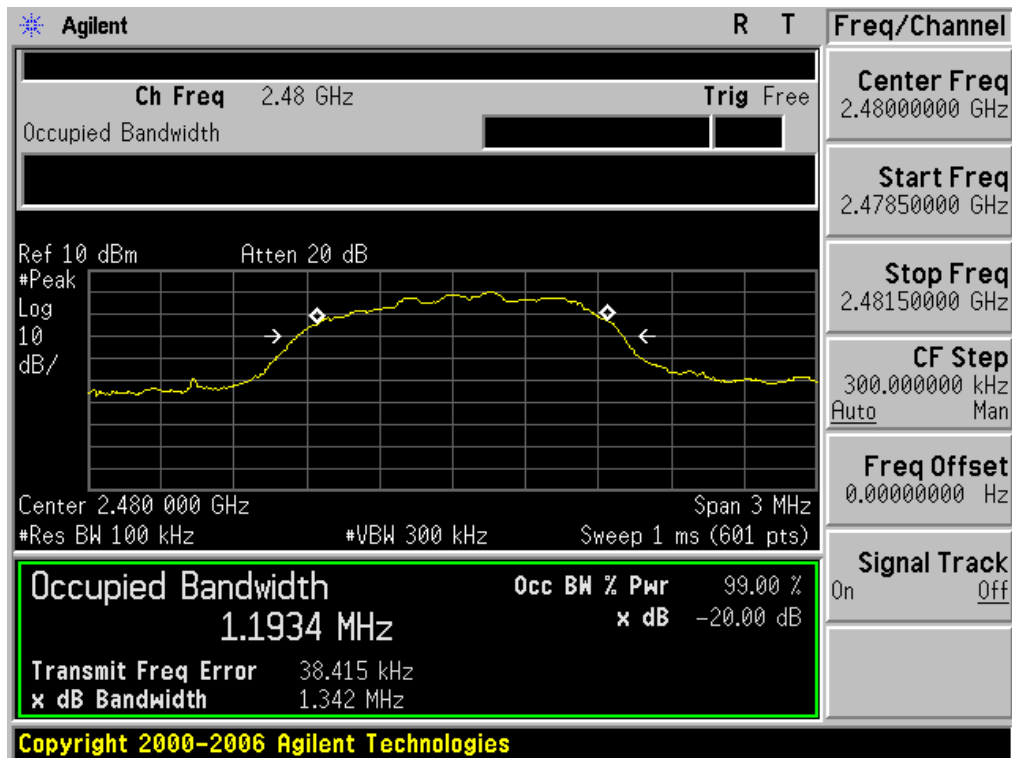 Agilent R T
Ch Freq 2.48 GHz Trig Free
Occupied Bandwidth
Ref 10 dBm Atten 20 dB
#Peak
Log
10
dB/
Center 2.480 000 GHz Span 3 MHz
#Res BW 100 kHz #VBW 300 kHz Sweep 1 ms (601 pts)
Occupied Bandwidth Occ BW % Pwr 99.00 %
1.1934 MHz x dB -20.00 dB
Transmit Freq Error 38.415 kHz
x dB Bandwidth 1.342 MHz
Copyright 2000-2006 Agilent Technologies
Freq/Channel
Center Freq
2.48000000 GHz
Start Freq
2.47850000 GHz
Stop Freq
2.48150000 GHz
CF Step
300.000000 kHz
Auto Man
Freq Offset
0.00000000 Hz
Signal Track
On Off